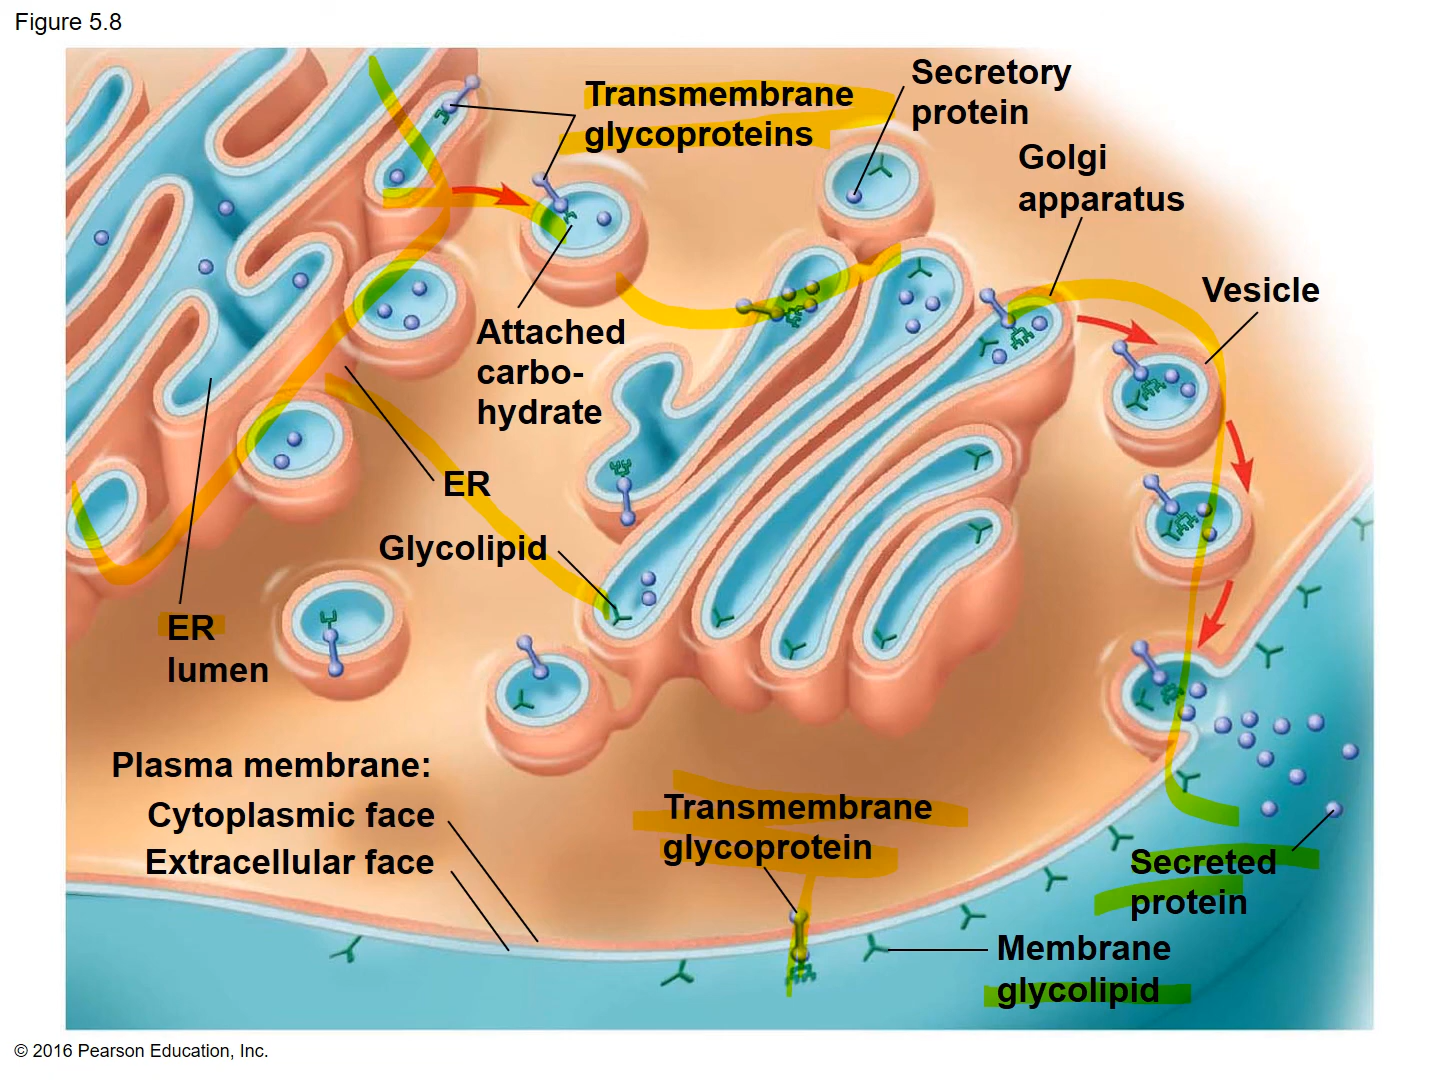 Figure 5.8
Transmembrane
glycoproteins
Secretory
protein
Golgi
apparatus
Vesicle
Attached
carbo-
hydrate
ER
Glycolipid
ER
lumen
Plasma membrane:
Cytoplasmic face
Extracellular face
Transmembrane
glycoprotein
Secreted
protein
Membrane
glycolipid
© 2016 Pearson Education, Inc.